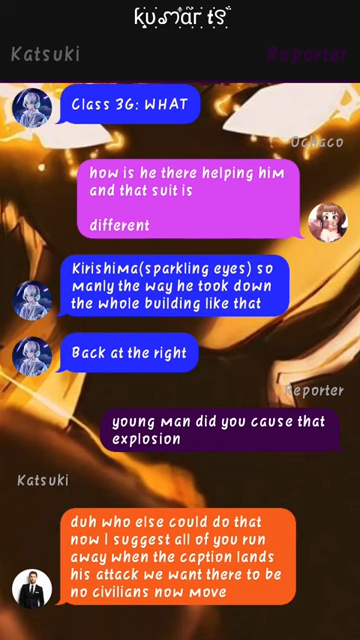 kumar ts
Katsuki
Reporter
Class 3G: WHAT
Ochaco
how is he there helping him
and that suit is
different
Kirishima(sparkling eyes) so
manly the way he took down
the whole building like that
Back at the right
Reporter
young man did you cause that
explosion
Katsuki
duh who else could do that
now I suggest all of you run
away when the caption lands
his attack we want there to be
no civilians now move